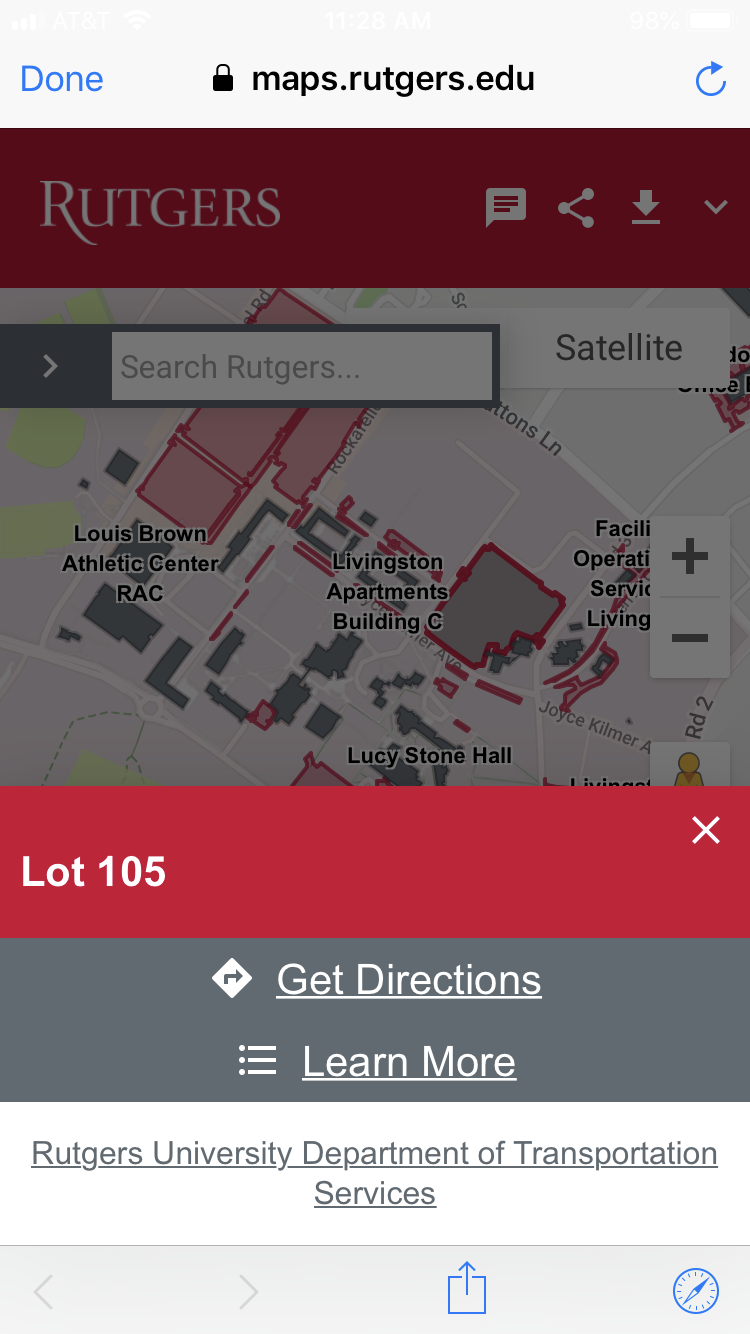 AT&T 11:28 AM 98%
Done maps.rutgers.edu
RUTGERS
Search Rutgers...
Satellite
Rockafell
ttons Ln
Louis Brown
Athletic Center
RAC
Livingston
Apartments
Building C
Facili
Operati
Servic
Living
Joyce Kilmer A
Rd 2
Lucy Stone Hall
Livingst
Lot 105
Get Directions
Learn More
Rutgers University Department of Transportation
Services